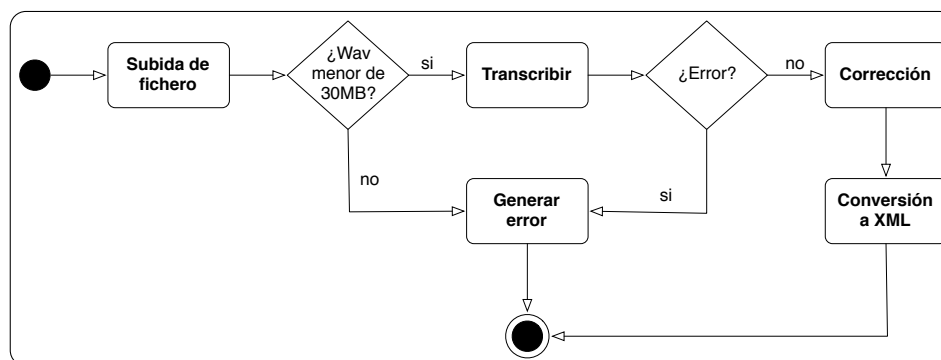 Subida de
fichero
¿Wav
menor de
30MB?
si
Transcribir
¿Error?
no
Corrección
no
Generar
error
si
Conversión
a XML